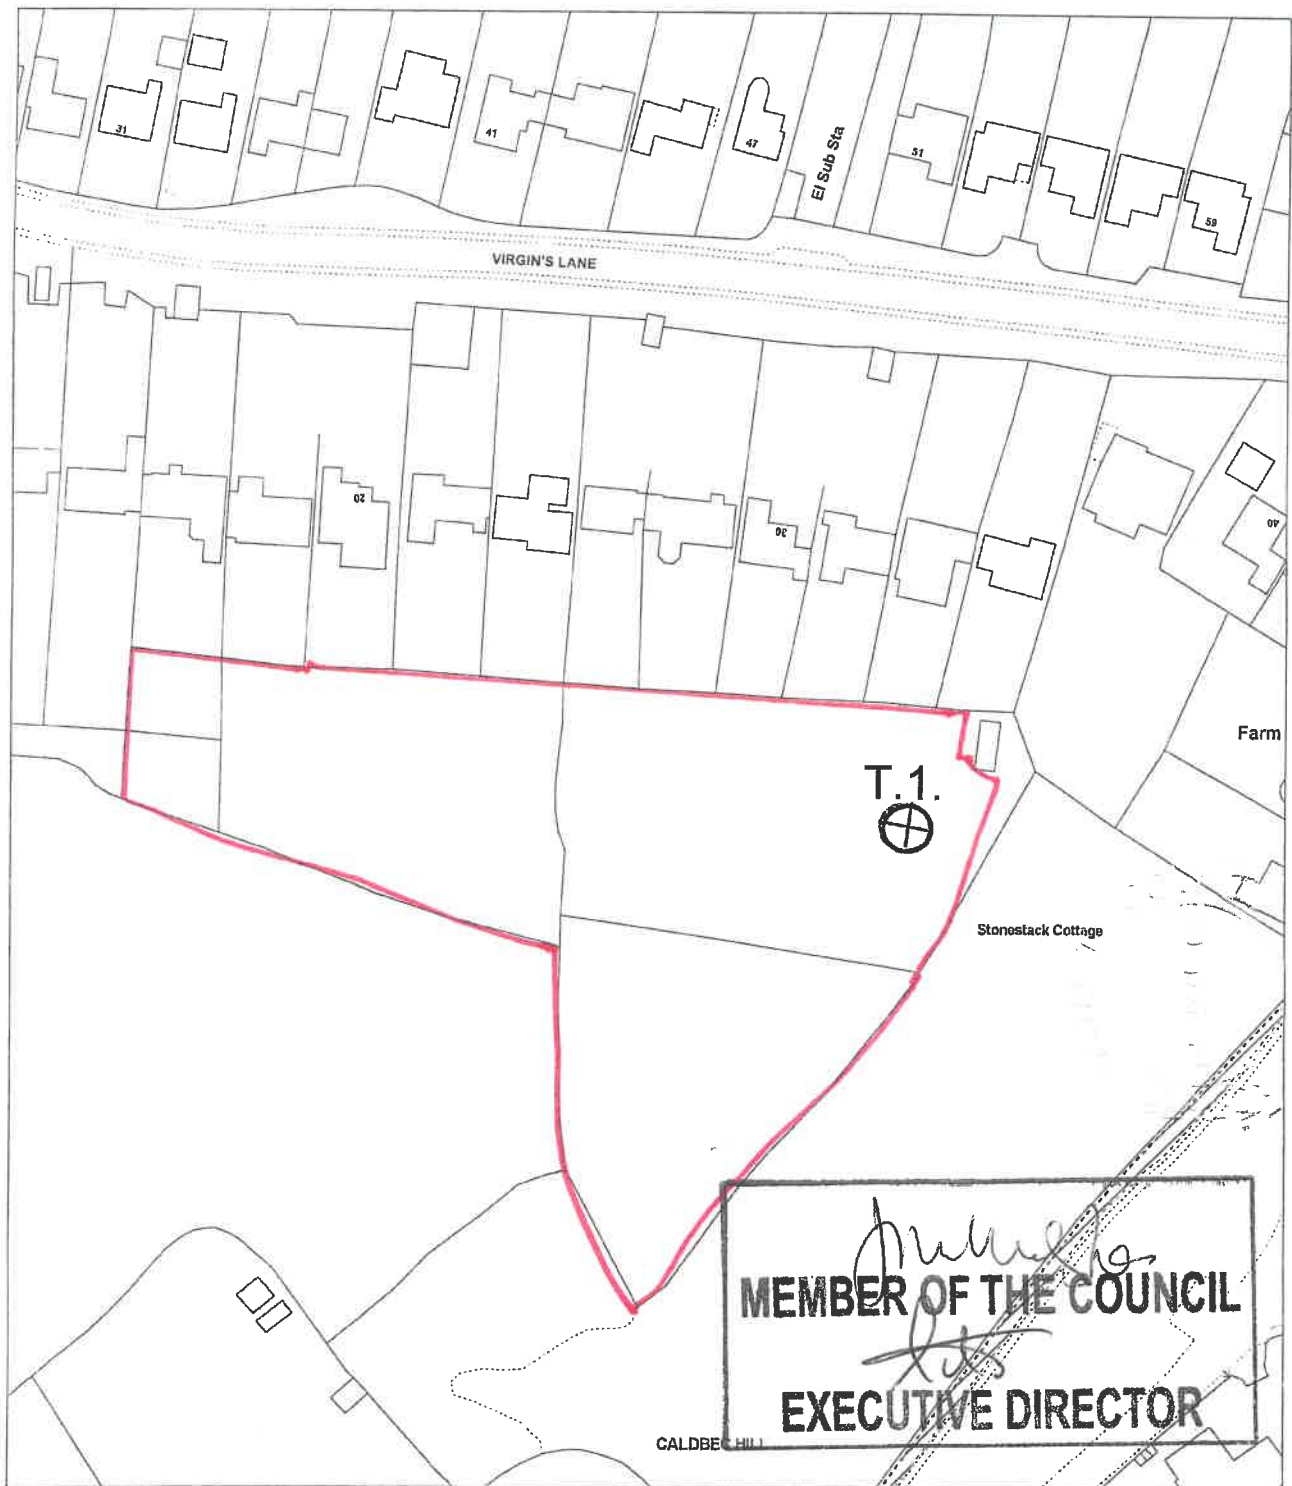 31
41
47
El Sub Sta
51
59
VIRGIN'S LANE
20
30
40
Farm
T.1.
Stonestack Cottage
MEMBER OF THE COUNCIL
EXECUTIVE DIRECTOR
CALDBEC HILL